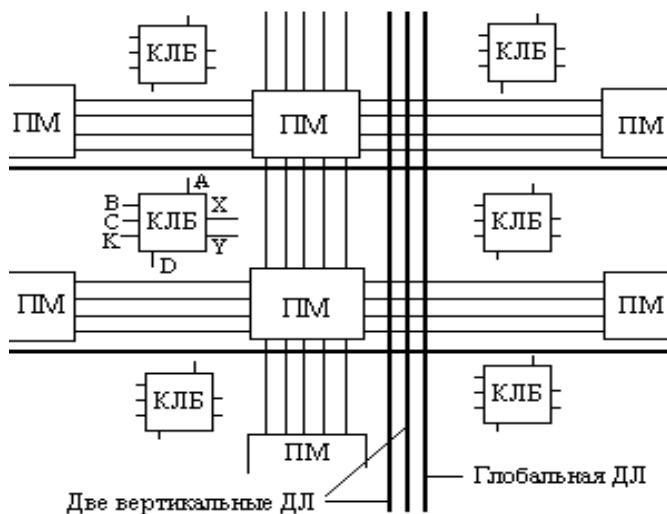 КЛБ
КЛБ
ПМ
ПМ
ПМ
A
B
C
K
КЛБ
X
Y
D
КЛБ
ПМ
ПМ
ПМ
КЛБ
КЛБ
ПМ
Глобальная ДЛ
Две вертикальные ДЛ